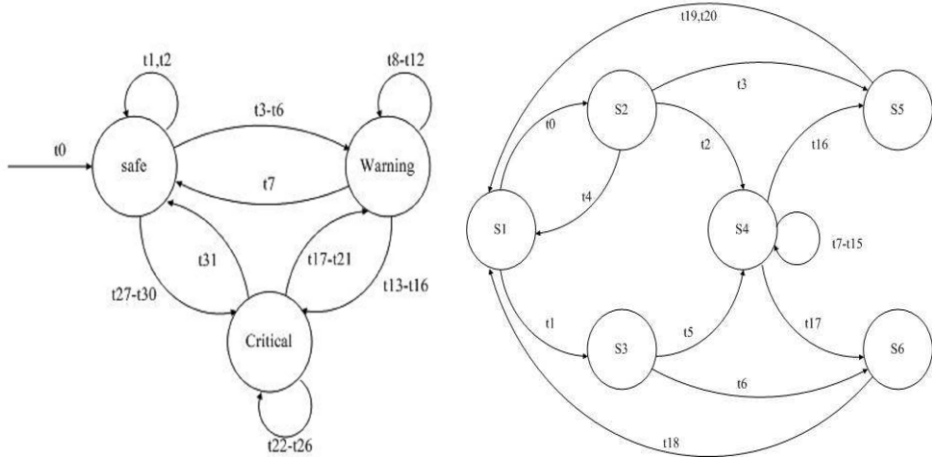 t1,t2
t8-t12
t3-t6
t0
safe
Warning
t7
t31
t17-t21
t27-t30
t13-t16
Critical
t22-t26
t19,t20
t3
S2
S5
t0
t2
t16
t4
S1
S4
t7-t15
t1
t5
t17
S3
S6
t6
t18